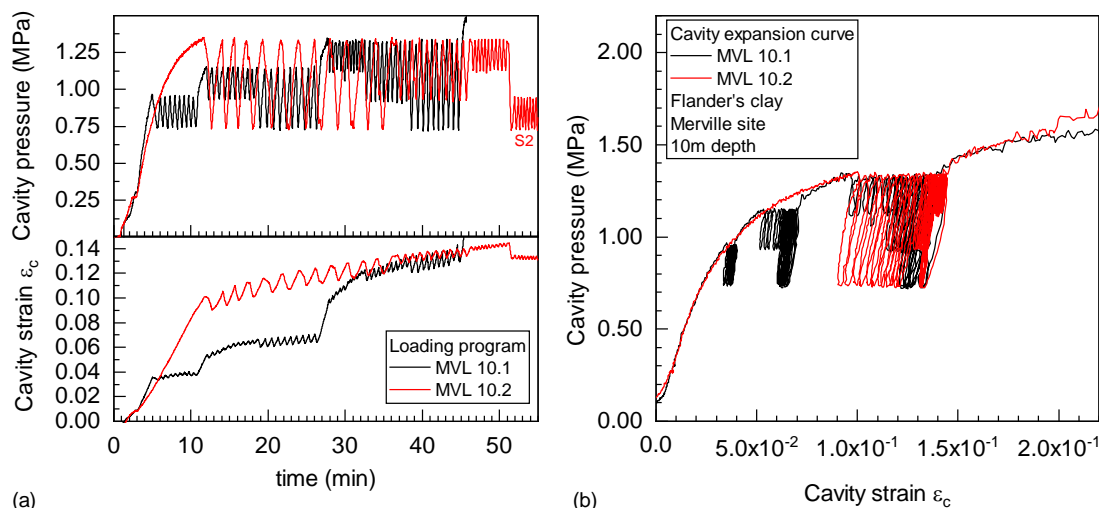 Cavity pressure (MPa)
1.25
1.00
0.75
0.50
0.25
0.00
S2
Cavity strain εc
0.14
0.12
0.10
0.08
0.06
0.04
0.02
0.00
Loading program
MVL 10.1
MVL 10.2
0
10
20
30
40
50
time (min)
(a)
Cavity pressure (MPa)
2.00
1.50
1.00
0.50
0.00
Cavity expansion curve
MVL 10.1
MVL 10.2
Flander's clay
Merville site
10m depth
0.0
5.0x10-2
1.0x10-1
1.5x10-1
2.0x10-1
Cavity strain εc
(b)